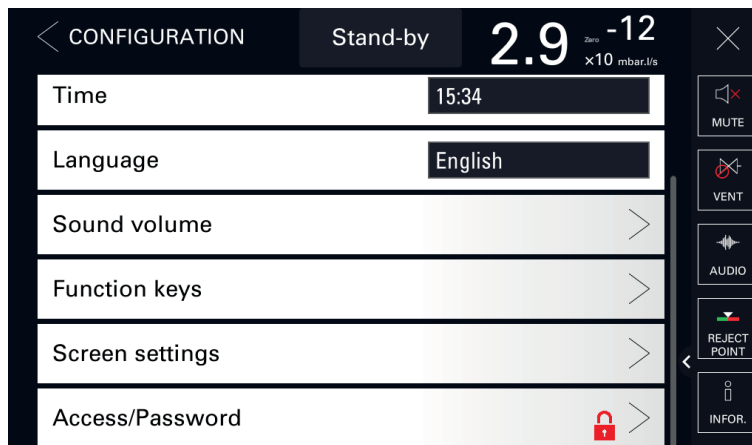 CONFIGURATION
Stand-by
2.9 Zero -12
×10 mbar.l/s
Time
15:34
Language
English
Sound volume
Function keys
Screen settings
Access/Password
MUTE
VENT
AUDIO
REJECT
POINT
INFOR.